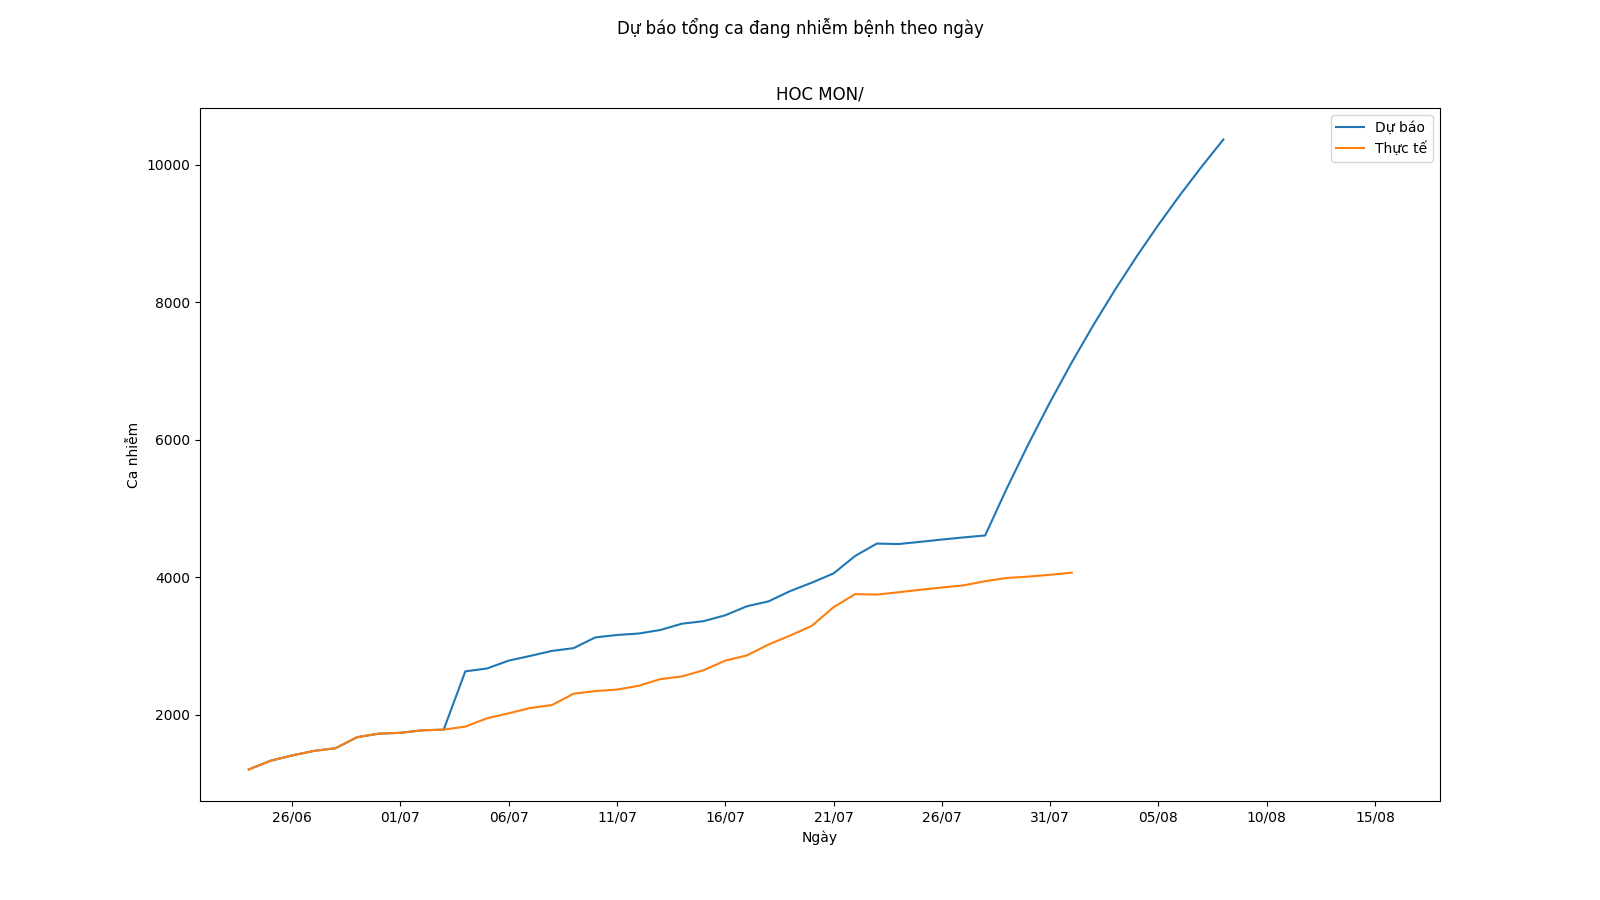 Dự báo tổng ca đang nhiễm bệnh theo ngày
HOC MON/
Dự báo
Thực tế
10000
8000
6000
4000
2000
Ca nhiễm
26/06
01/07
06/07
11/07
16/07
21/07
26/07
31/07
05/08
10/08
15/08
Ngày